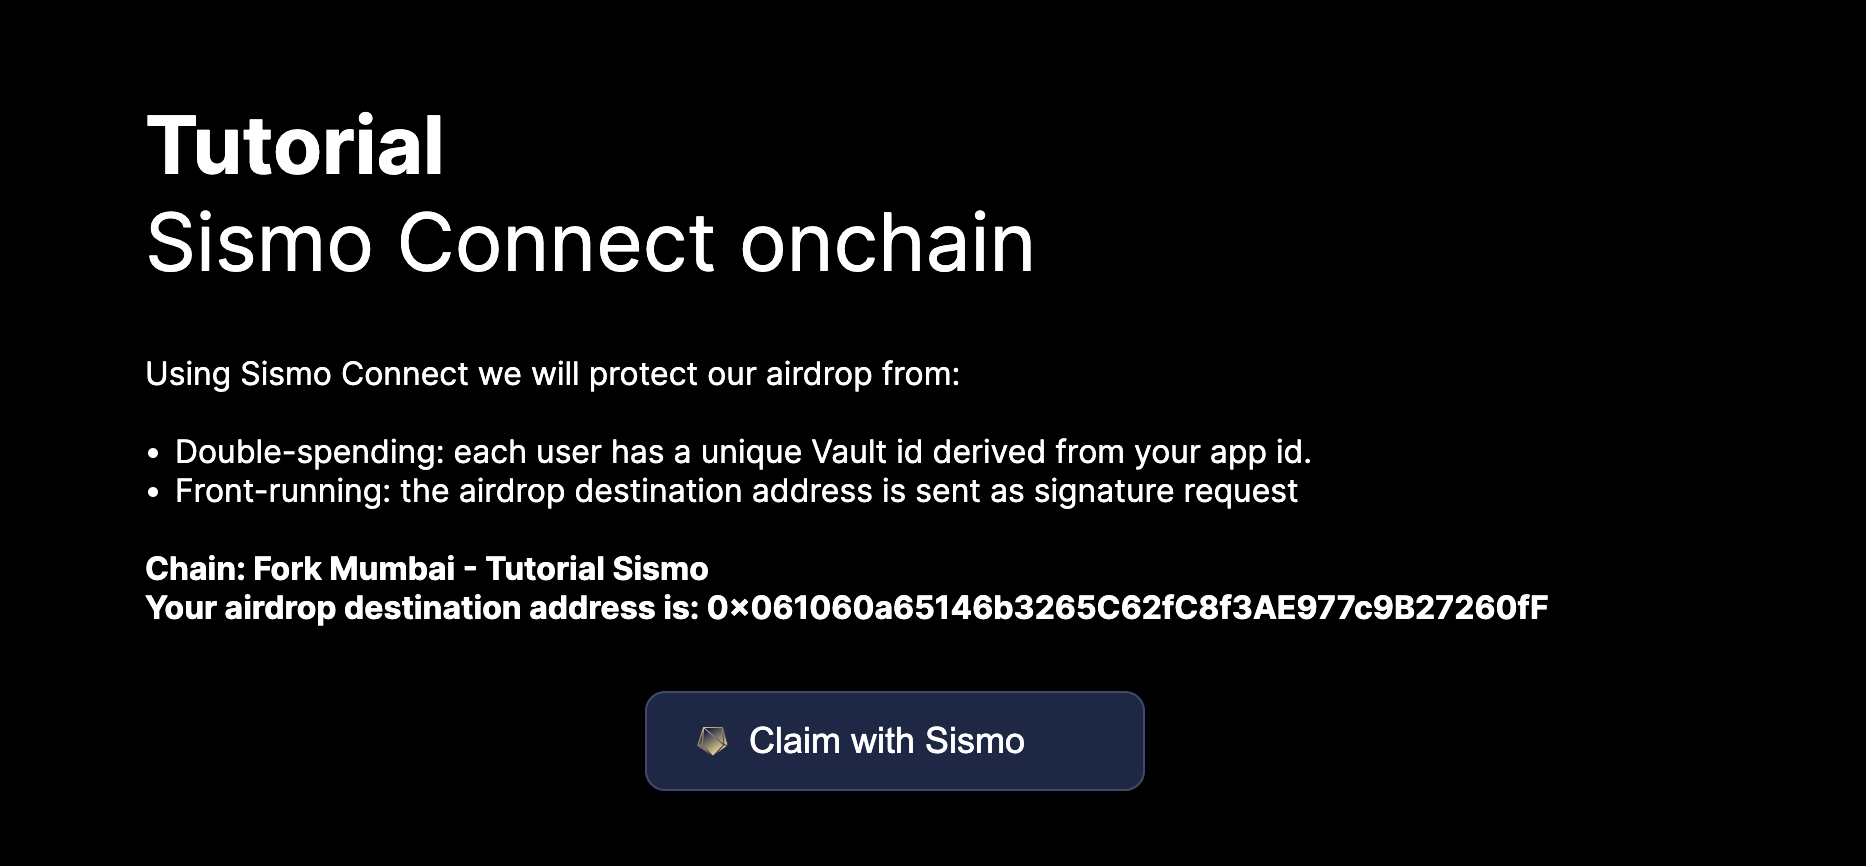 Tutorial
Sismo Connect onchain
Using Sismo Connect we will protect our airdrop from:
• Double-spending: each user has a unique Vault id derived from your app id.
• Front-running: the airdrop destination address is sent as signature request
Chain: Fork Mumbai - Tutorial Sismo
Your airdrop destination address is: 0x061060a65146b3265C62fC8f3AE977c9B27260fF
Claim with Sismo